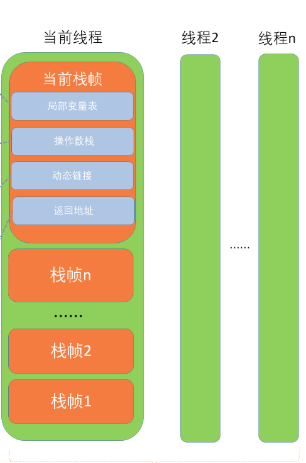 当前线程 线程2 线程n
当前栈帧
局部变量表
操作数栈
动态链接
返回地址
......
栈帧n
......
栈帧2
栈帧1